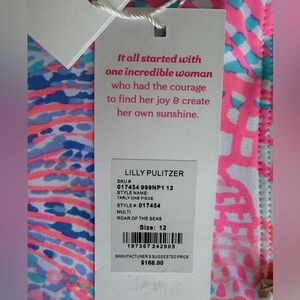 It all started with
one incredible woman
who had the courage
to find her joy & create
her own sunshine.
LILLY PULITZER
SKU #
017454 999NP1 12
STYLE NAME:
TARLY ONE PIECE
STYLE # 017454
MULTI
ROAR OF THE SEAS
Size: 12
197367 242605
MANUFACTURER'S SUGGESTED PRICE
$168.00